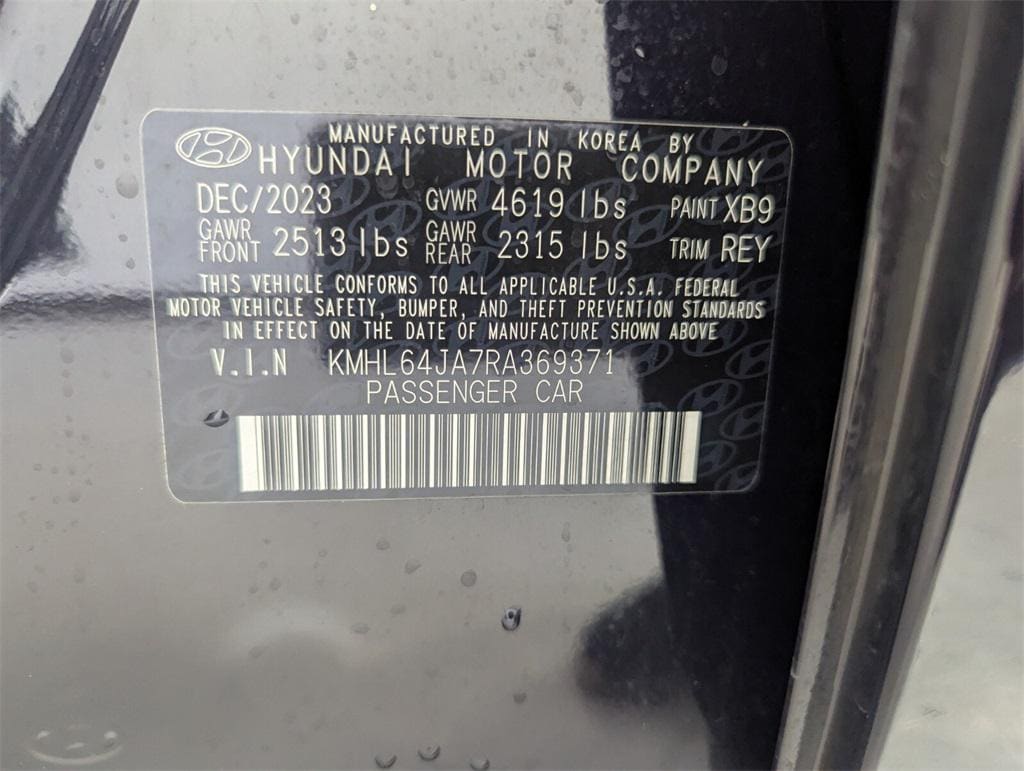 MANUFACTURED IN KOREA BY
HYUNDAI MOTOR COMPANY
DEC/2023 GVWR 4619 lbs PAINT XB9
GAWR FRONT 2513 lbs GAWR REAR 2315 lbs TRIM REY
THIS VEHICLE CONFORMS TO ALL APPLICABLE U.S.A. FEDERAL
MOTOR VEHICLE SAFETY, BUMPER, AND THEFT PREVENTION STANDARDS
IN EFFECT ON THE DATE OF MANUFACTURE SHOWN ABOVE
V.I.N KMHL64JA7RA369371
PASSENGER CAR